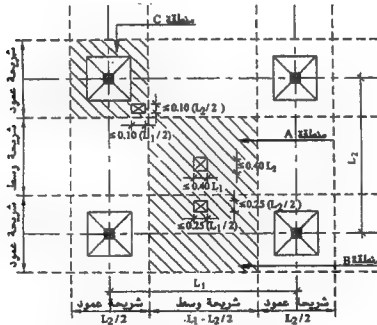 منطقة C
شريحة عمود
≤0.10 (L₂/2)
≤0.10 (L₁/2)
منطقة A
شريحة وسط
≤0.40 L₂
≤0.40 L₁
L₂
≤0.25 (L₂/2)
≤0.25 (L₁/2)
شريحة عمود
منطقة B
L₁
شريحة عمود
شريحة وسط
شريحة عمود
L₂/2
L₁ - L₂/2
L₂/2